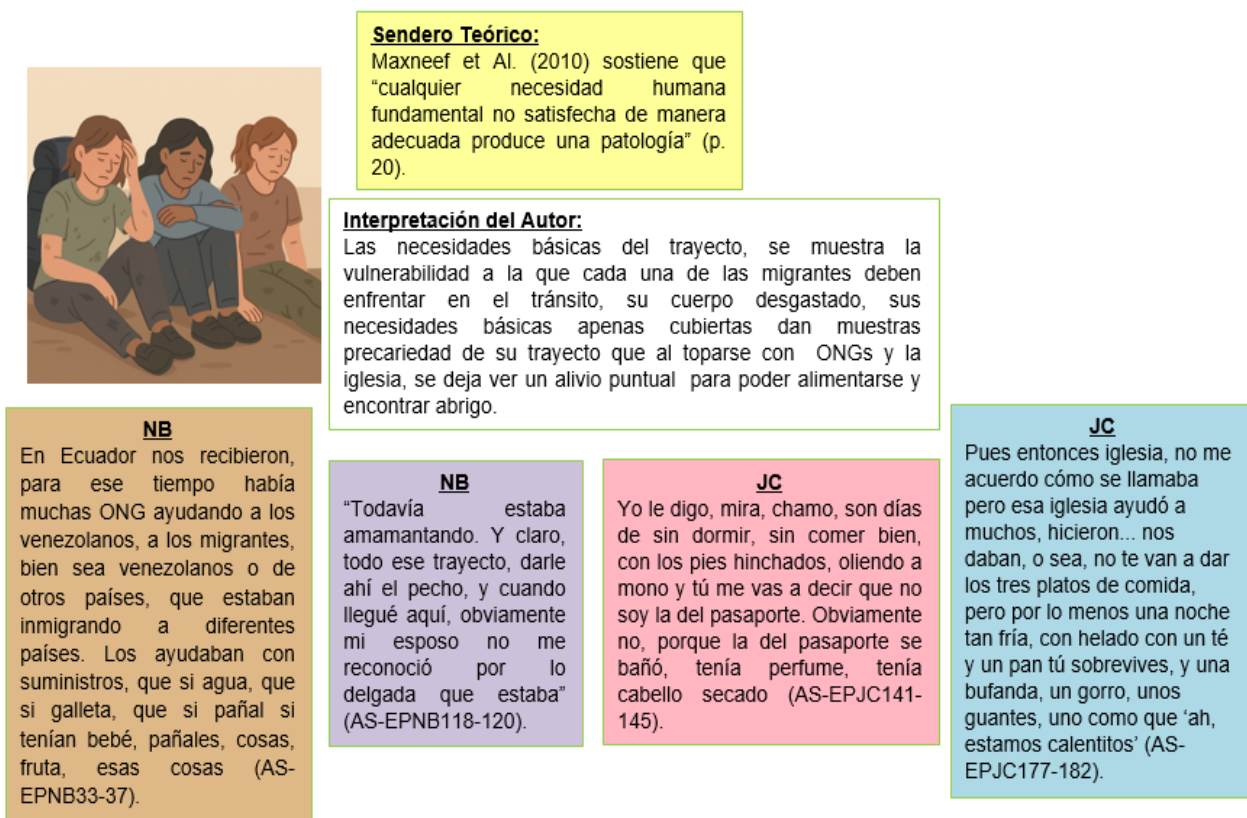 Sendero Teórico:
Maxneef et Al. (2010) sostiene que
“cualquier necesidad humana
fundamental no satisfecha de manera
adecuada produce una patología” (p.
20).
Interpretación del Autor:
Las necesidades básicas del trayecto, se muestra la
vulnerabilidad a la que cada una de las migrantes deben
enfrentar en el tránsito, su cuerpo desgastado, sus
necesidades básicas apenas cubiertas dan muestras
precariedad de su trayecto que al toparse con ONGs y la
iglesia, se deja ver un alivio puntual para poder alimentarse y
encontrar abrigo.
NB
En Ecuador nos recibieron,
para ese tiempo había
muchas ONG ayudando a los
venezolanos, a los migrantes,
bien sea venezolanos o de
otros países, que estaban
inmigrando a diferentes
países. Los ayudaban con
suministros, que si agua, que
si galleta, que si pañal si
tenían bebé, pañales, cosas,
fruta, esas cosas (AS-
EPNB33-37).
NB
“Todavía estaba
amamantando. Y claro,
todo ese trayecto, darle
ahí el pecho, y cuando
llegué aquí, obviamente
mi esposo no me
reconoció por lo
delgada que estaba”
(AS-EPNB118-120).
JC
Yo le digo, mira, chamo, son días
de sin dormir, sin comer bien,
con los pies hinchados, oliendo a
mono y tú me vas a decir que no
soy la del pasaporte. Obviamente
no, porque la del pasaporte se
bañó, tenía perfume, tenía
cabello secado (AS-EPJC141-
145).
JC
Pues entonces iglesia, no me
acuerdo cómo se llamaba
pero esa iglesia ayudó a
muchos, hicieron... nos
daban, o sea, no te van a dar
los tres platos de comida,
pero por lo menos una noche
tan fría, con helado con un té
y un pan tú sobrevives, y una
bufanda, un gorro, unos
guantes, uno como que ‘ah,
estamos calentitos’ (AS-
EPJC177-182).